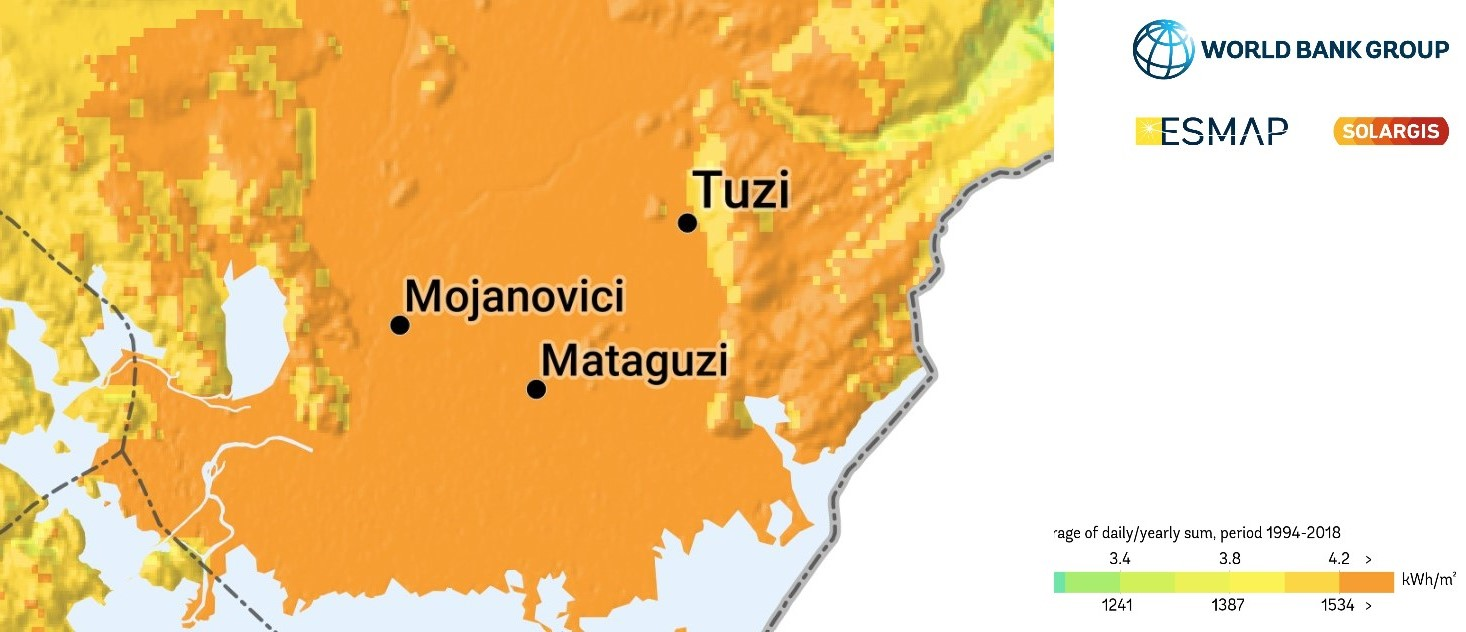 WORLD BANK GROUP
ESMAP
SOLARGIS
Tuzi
Mojanovici
Mataguzi
rage of daily/yearly sum, period 1994-2018
3.4 3.8 4.2 >
kWh/m²
1241 1387 1534 >